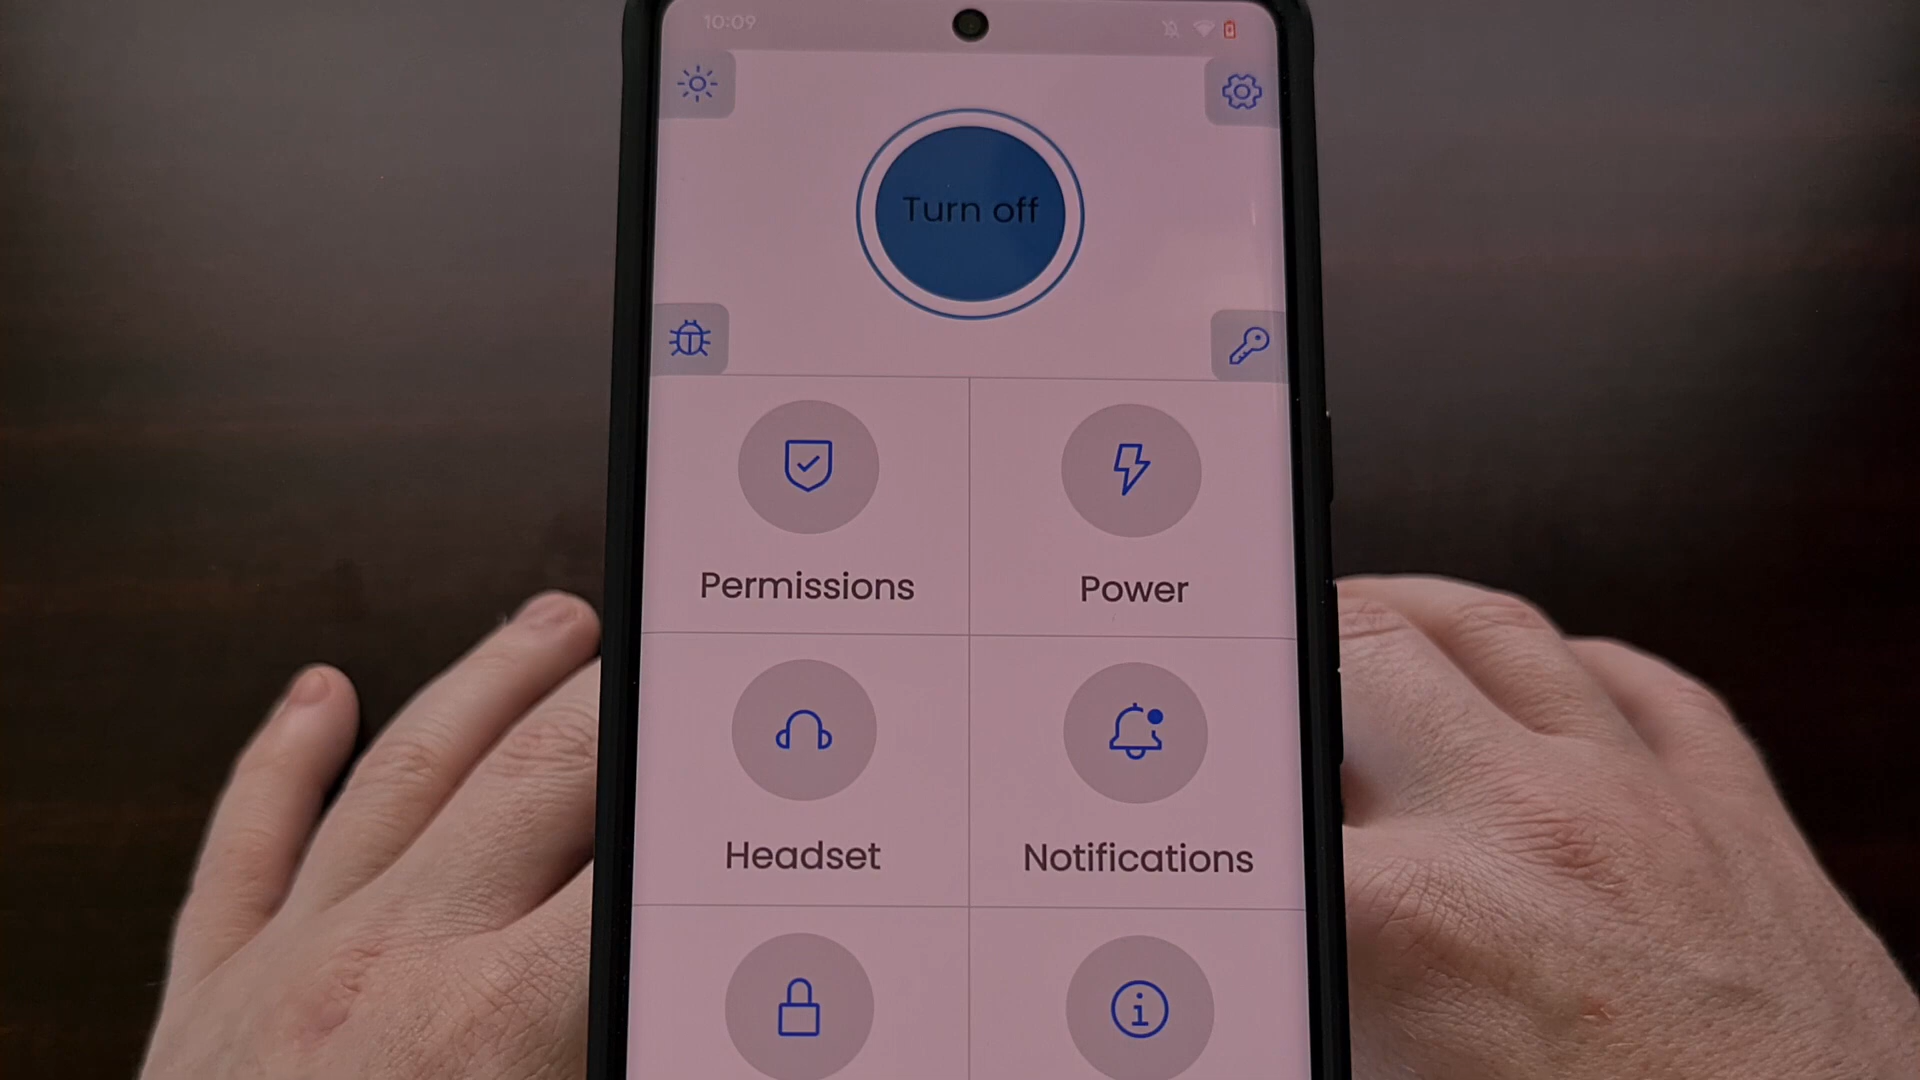 10:09
Turn off
Permissions
Power
Headset
Notifications